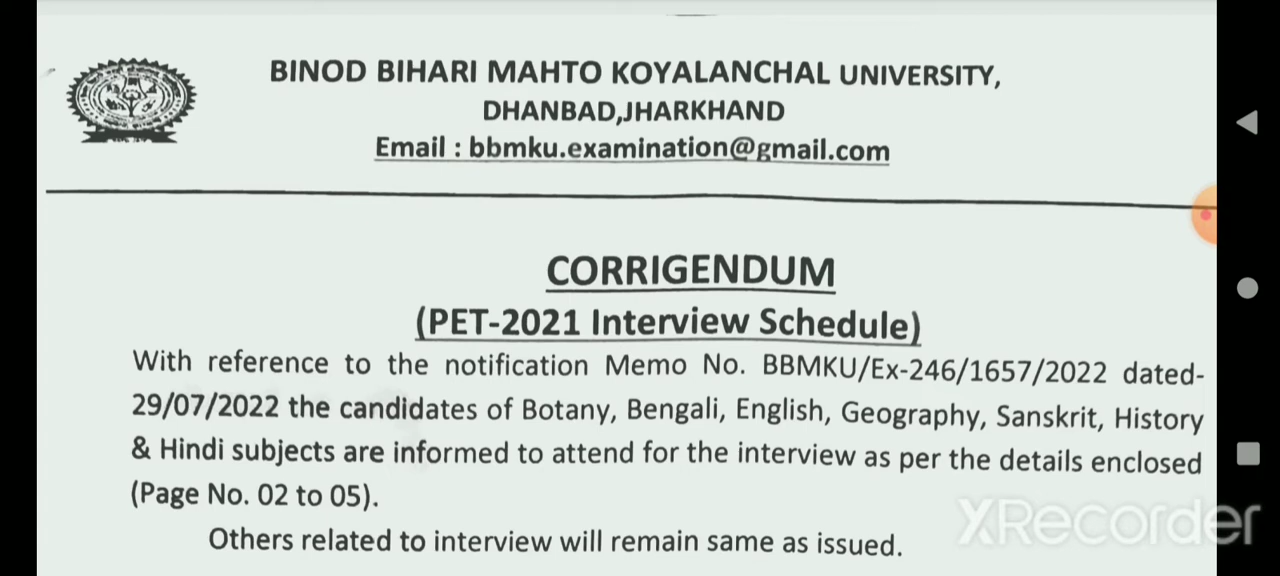 BINOD BIHARI MAHTO KOYALANCHAL UNIVERSITY,
DHANBAD,JHARKHAND
Email : bbmku.examination@gmail.com
CORRIGENDUM
(PET-2021 Interview Schedule)
With reference to the notification Memo No. BBMKU/Ex-246/1657/2022 dated-
29/07/2022 the candidates of Botany, Bengali, English, Geography, Sanskrit, History
& Hindi subjects are informed to attend for the interview as per the details enclosed
(Page No. 02 to 05).
Others related to interview will remain same as issued.
XRecorder